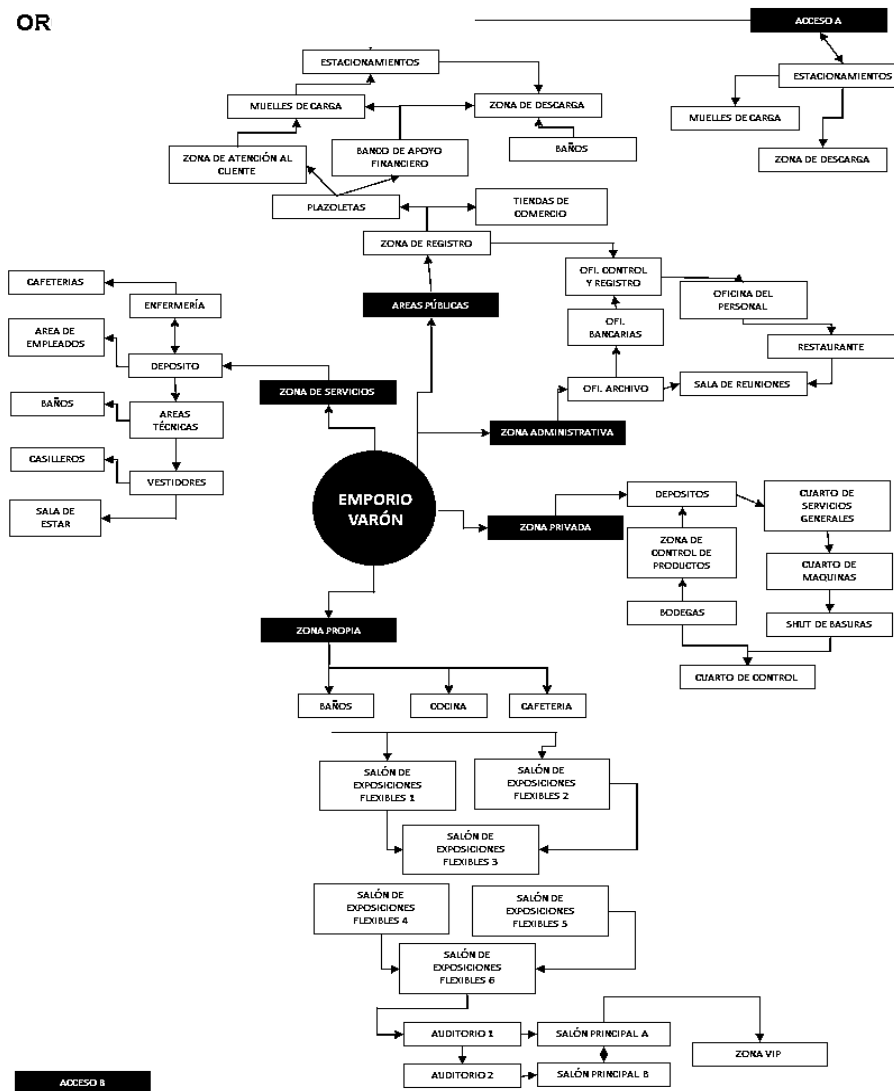 OR
ACCESO A
ESTACIONAMIENTOS
ESTACIONAMIENTOS
MUELLES DE CARGA
ZONA DE DESCARGA
MUELLES DE CARGA
ZONA DE ATENCIÓN AL
CLIENTE
BANCO DE APOYO
FINANCIERO
BAÑOS
ZONA DE DESCARGA
PLAZOLETAS
TIENDAS DE
COMERCIO
ZONA DE REGISTRO
OFI. CONTROL
Y REGISTRO
OFICINA DEL
PERSONAL
CAFETERIAS
ENFERMERÍA
AREAS PÚBLICAS
OFI.
BANCARIAS
RESTAURANTE
AREA DE
EMPLEADOS
DEPOSITO
ZONA DE SERVICIOS
OFI. ARCHIVO
SALA DE REUNIONES
BAÑOS
AREAS
TÉCNICAS
ZONA ADMINISTRATIVA
CASILLEROS
VESTIDORES
SALA DE
ESTAR
EMPORIO
VARÓN
ZONA PRIVADA
DEPOSITOS
CUARTO DE
SERVICIOS
GENERALES
ZONA DE
CONTROL DE
PRODUCTOS
CUARTO DE
MAQUINAS
BODEGAS
SHUT DE BASURAS
ZONA PROPIA
CUARTO DE CONTROL
BAÑOS
COCINA
CAFETERIA
SALÓN DE
EXPOSICIONES
FLEXIBLES 1
SALÓN DE
EXPOSICIONES
FLEXIBLES 2
SALÓN DE
EXPOSICIONES
FLEXIBLES 3
SALÓN DE
EXPOSICIONES
FLEXIBLES 4
SALÓN DE
EXPOSICIONES
FLEXIBLES 5
SALÓN DE
EXPOSICIONES
FLEXIBLES 6
AUDITORIO 1
SALÓN PRINCIPAL A
ZONA VIP
AUDITORIO 2
SALÓN PRINCIPAL B
ACCESO B